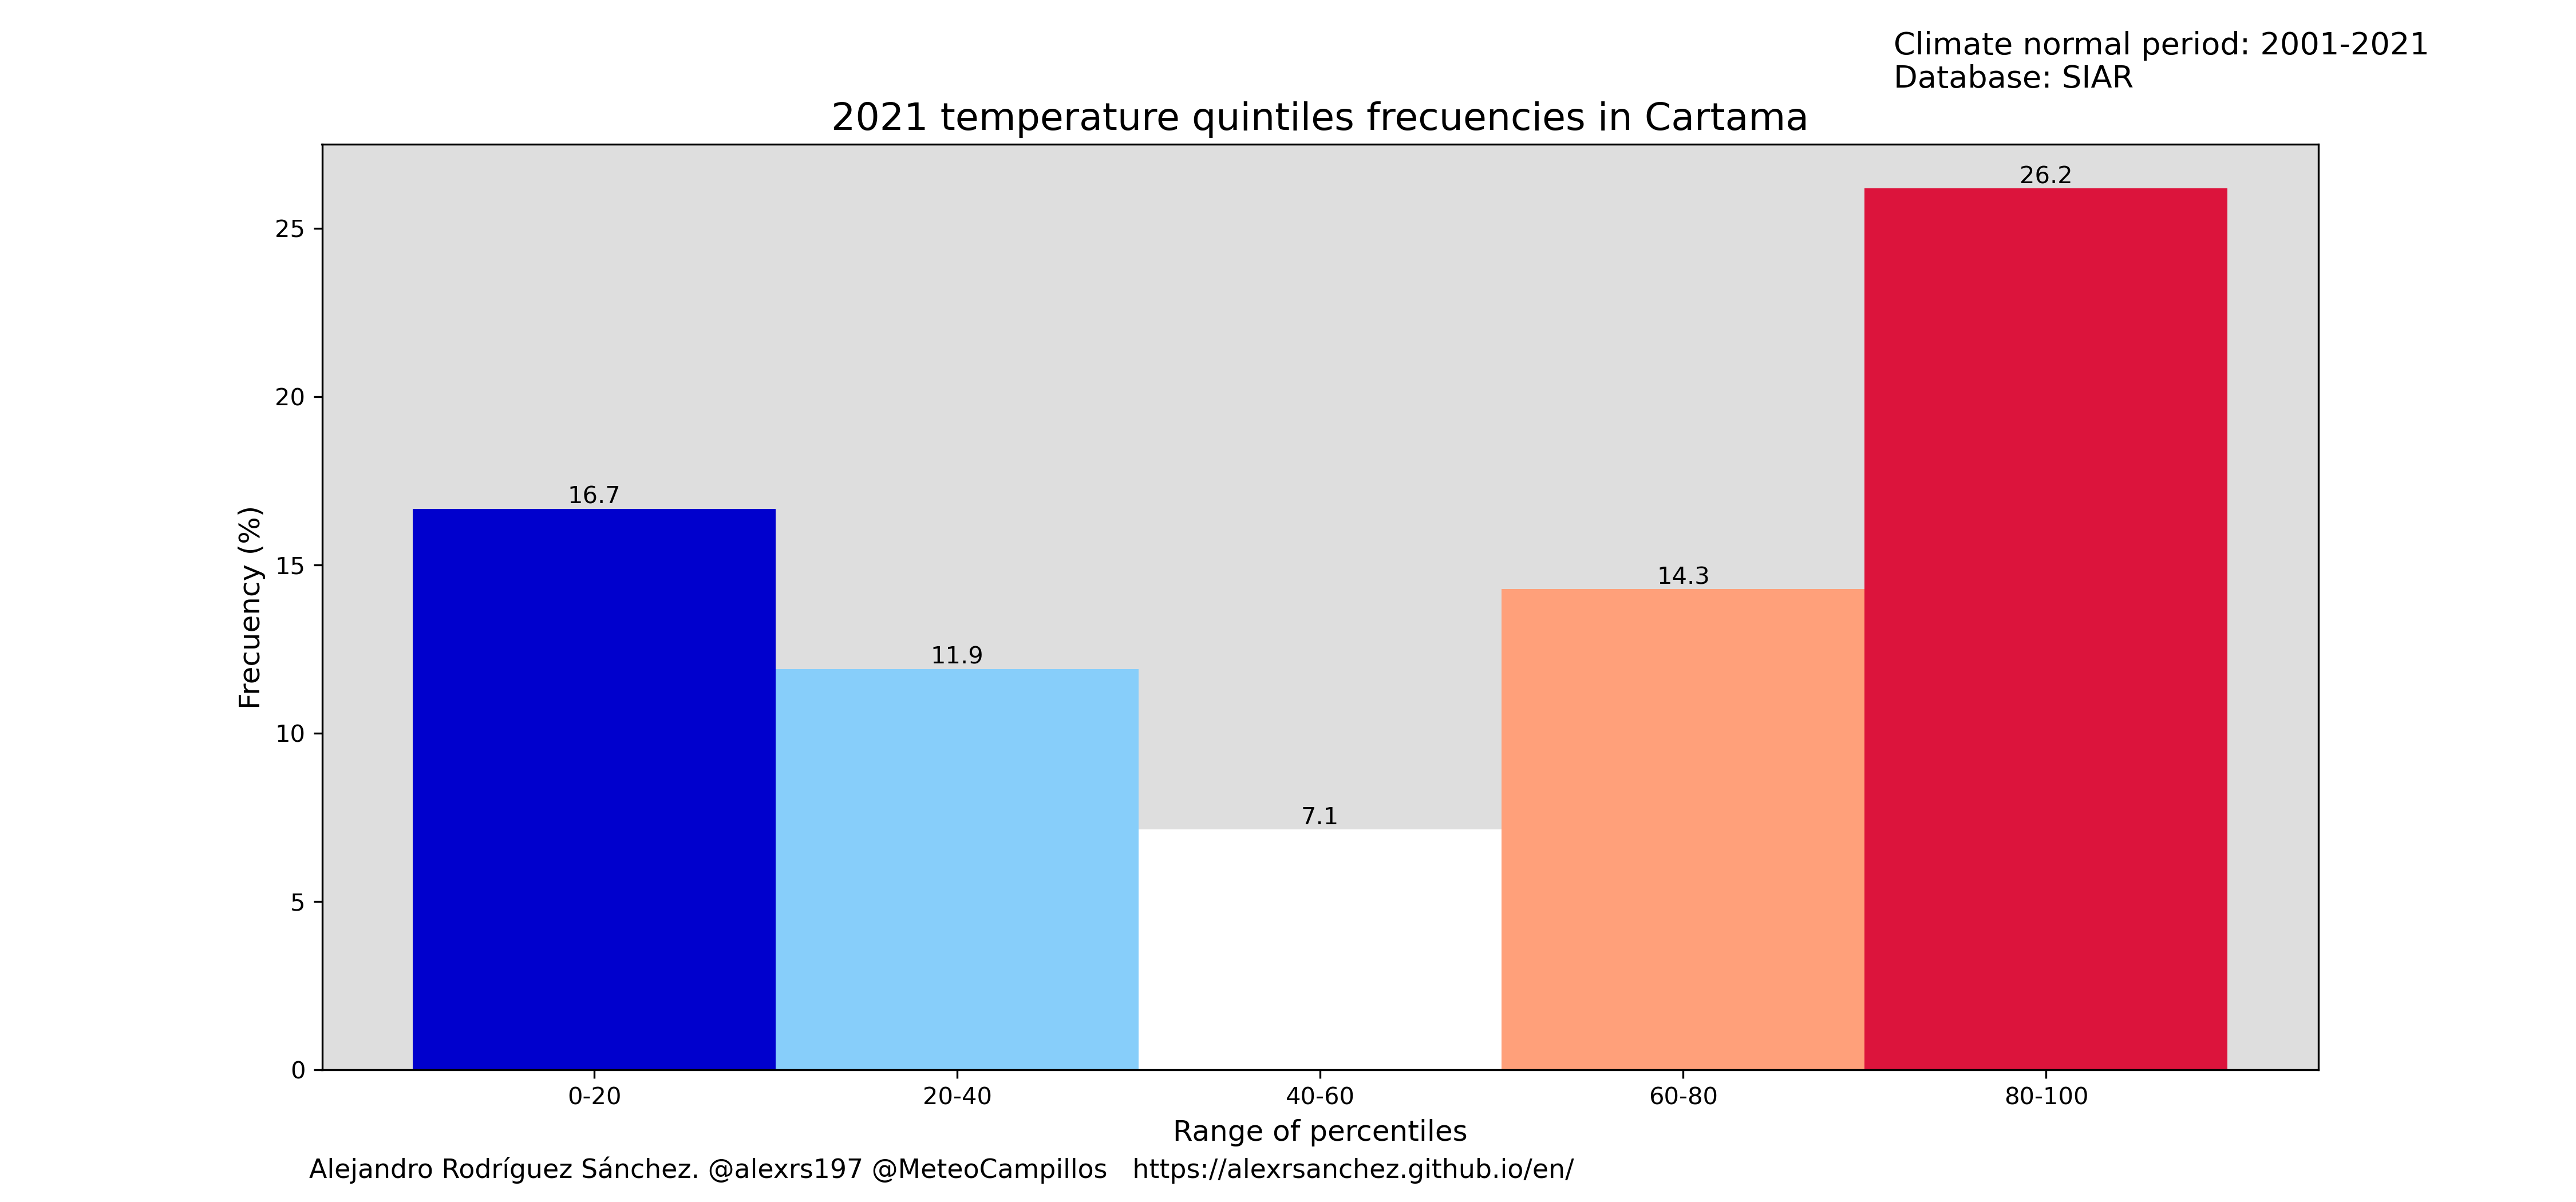 Climate normal period: 2001-2021
Database: SIAR
2021 temperature quintiles frecuencies in Cartama
26.2
25
20
16.7
Frecuency (%)
15
14.3
11.9
10
7.1
5
0
0-20 20-40 40-60 60-80 80-100
Range of percentiles
Alejandro Rodríguez Sánchez. @alexrs197 @MeteoCampillos https://alexrsanchez.github.io/en/